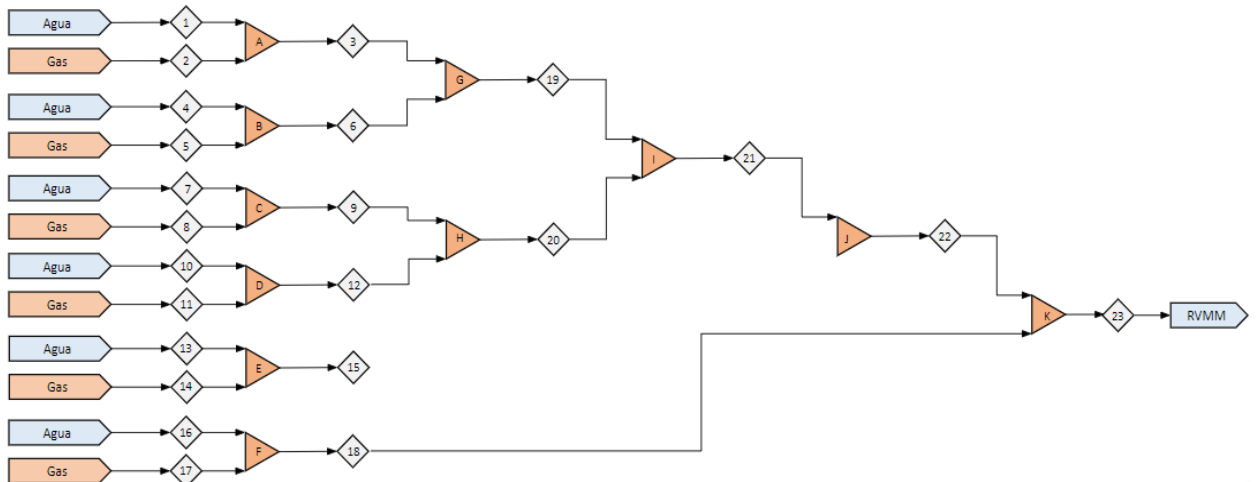 Agua 1
A 3
Gas 2
G 19
Agua 4
B 6
Gas 5
I 21
Agua 7
C 9
Gas 8
H 20
J 22
Agua 10
D 12
Gas 11
K 23 RVMM
Agua 13
E 15
Gas 14
Agua 16
F 18
Gas 17